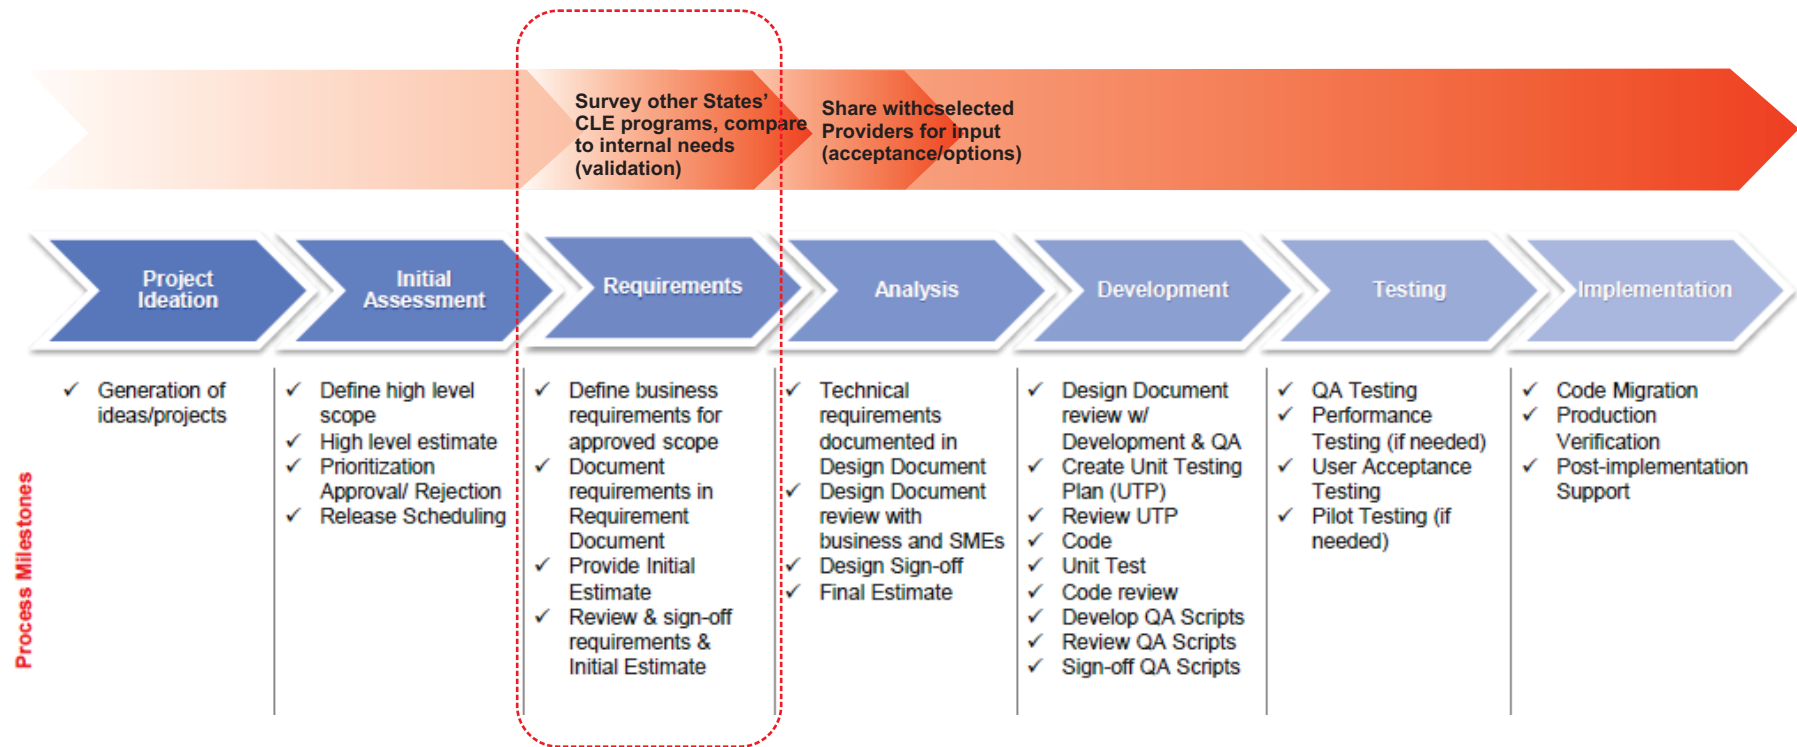 Survey other States’
CLE programs, compare
to internal needs
(validation)
Share withcselected
Providers for input
(acceptance/options)
Project
Ideation
Initial
Assessment
Requirements
Analysis
Development
Testing
Implementation
Process Milestones
✓ Generation of
ideas/projects
✓ Define high level
scope
✓ High level estimate
✓ Prioritization
Approval/ Rejection
✓ Release Scheduling
✓ Define business
requirements for
approved scope
✓ Document
requirements in
Requirement
Document
✓ Provide Initial
Estimate
✓ Review & sign-off
requirements &
Initial Estimate
✓ Technical
requirements
documented in
Design Document
✓ Design Document
review with
business and SMEs
✓ Design Sign-off
✓ Final Estimate
✓ Design Document
review w/
Development & QA
✓ Create Unit Testing
Plan (UTP)
✓ Review UTP
✓ Code
✓ Unit Test
✓ Code review
✓ Develop QA Scripts
✓ Review QA Scripts
✓ Sign-off QA Scripts
✓ QA Testing
✓ Performance
Testing (if needed)
✓ User Acceptance
Testing
✓ Pilot Testing (if
needed)
✓ Code Migration
✓ Production
Verification
✓ Post-implementation
Support